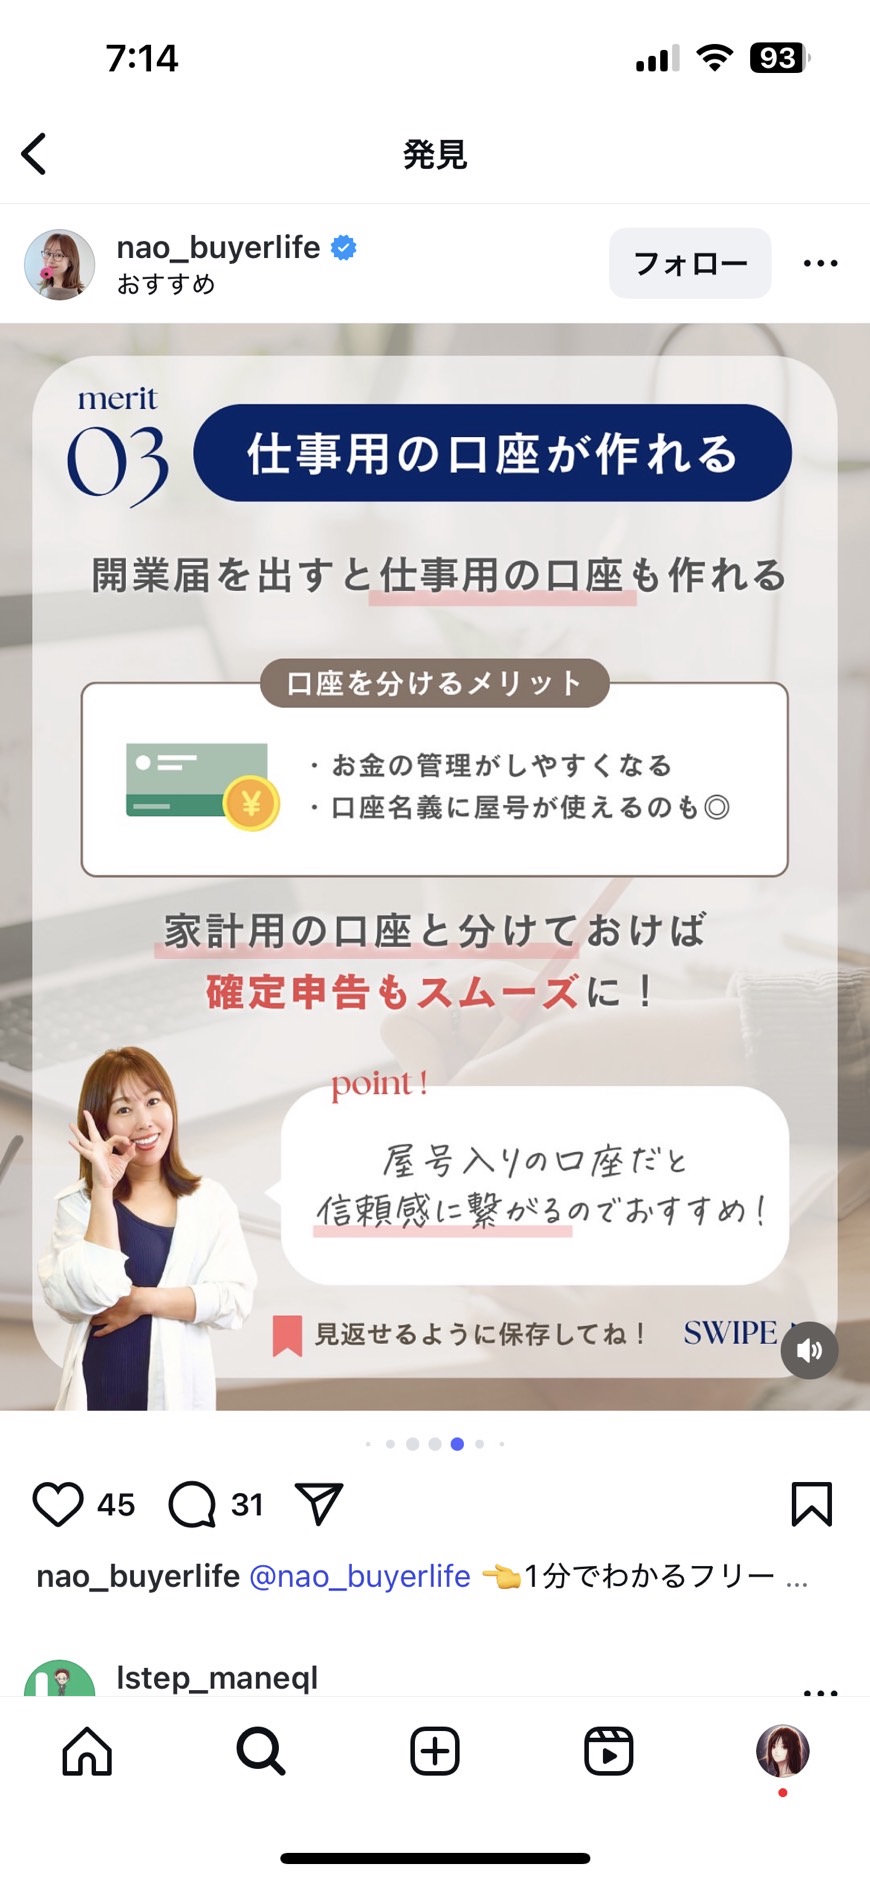 7:14
93
発見
nao_buyerlife
おすすめ
フォロー
merit
03
仕事用の口座が作れる
開業届を出すと仕事用の口座も作れる
口座を分けるメリット
・お金の管理がしやすくなる
・口座名義に屋号が使えるのも◎
¥
家計用の口座と分けておけば
確定申告もスムーズに！
point!
屋号入りの口座だと
信頼感に繋がるのでおすすめ！
見返せるように保存してね！
SWIPE
45
31
nao_buyerlife @nao_buyerlife 👈1分でわかるフリー ...
lstep_maneql